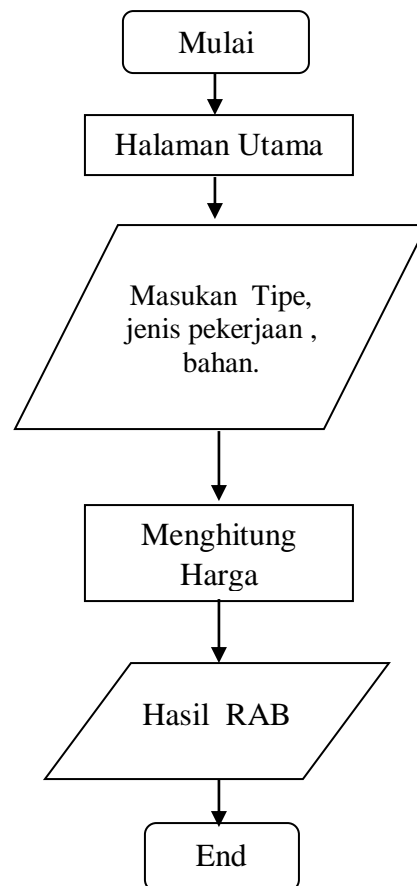 Mulai
Halaman Utama
Masukan Tipe,
jenis pekerjaan ,
bahan.
Menghitung
Harga
Hasil RAB
End